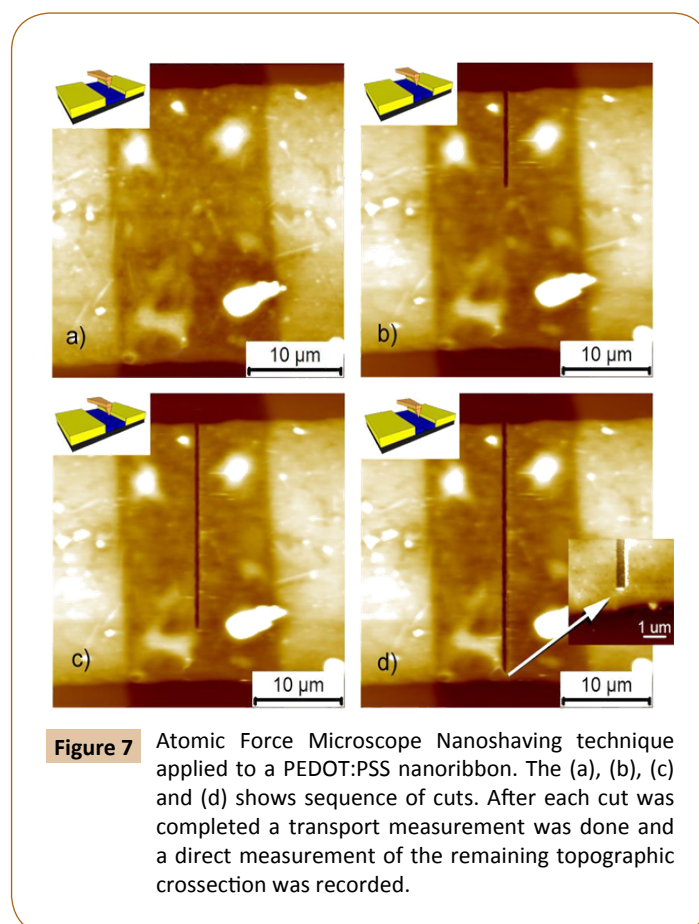 a)
10 μm
b)
10 μm
c)
10 μm
d)
1 um
10 μm
Figure 7 Atomic Force Microscope Nanoshaving technique
applied to a PEDOT:PSS nanoribbon. The (a), (b), (c)
and (d) shows sequence of cuts. After each cut was
completed a transport measurement was done and
a direct measurement of the remaining topographic
crossection was recorded.